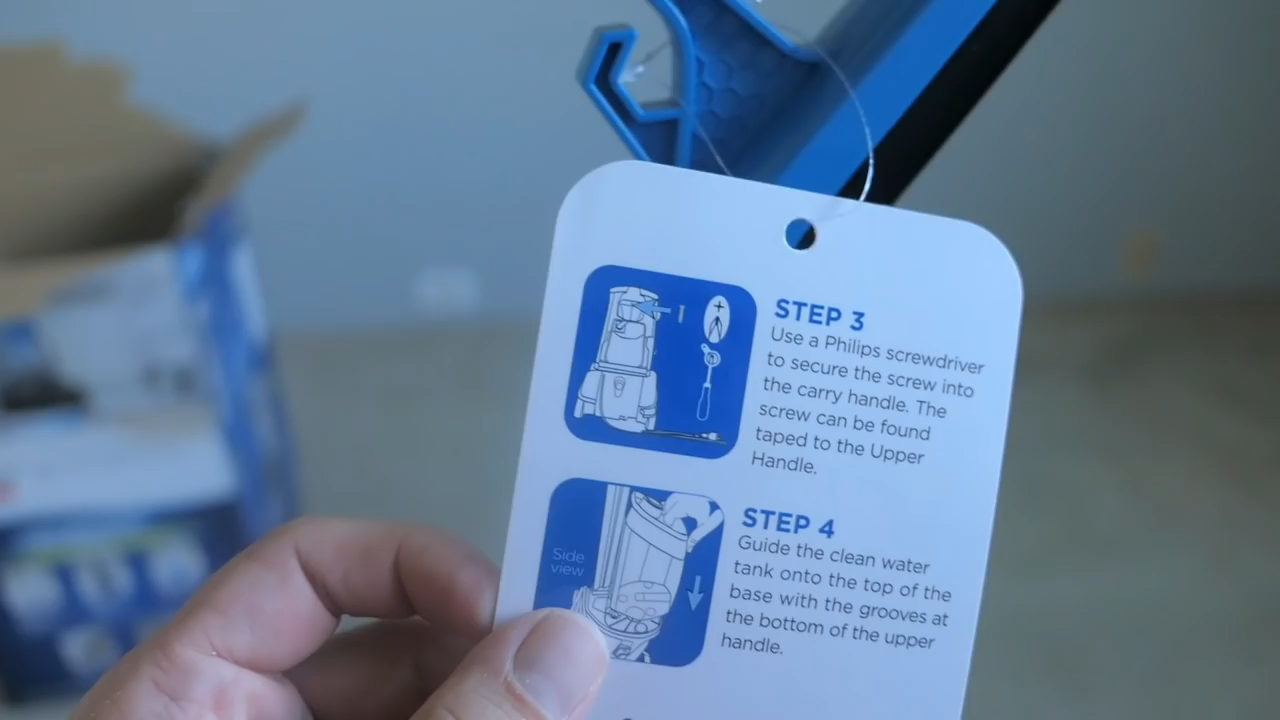 STEP 3
Use a Philips screwdriver
to secure the screw into
the carry handle. The
screw can be found
taped to the Upper
Handle.
Side
view
STEP 4
Guide the clean water
tank onto the top of the
base with the grooves at
the bottom of the upper
handle.